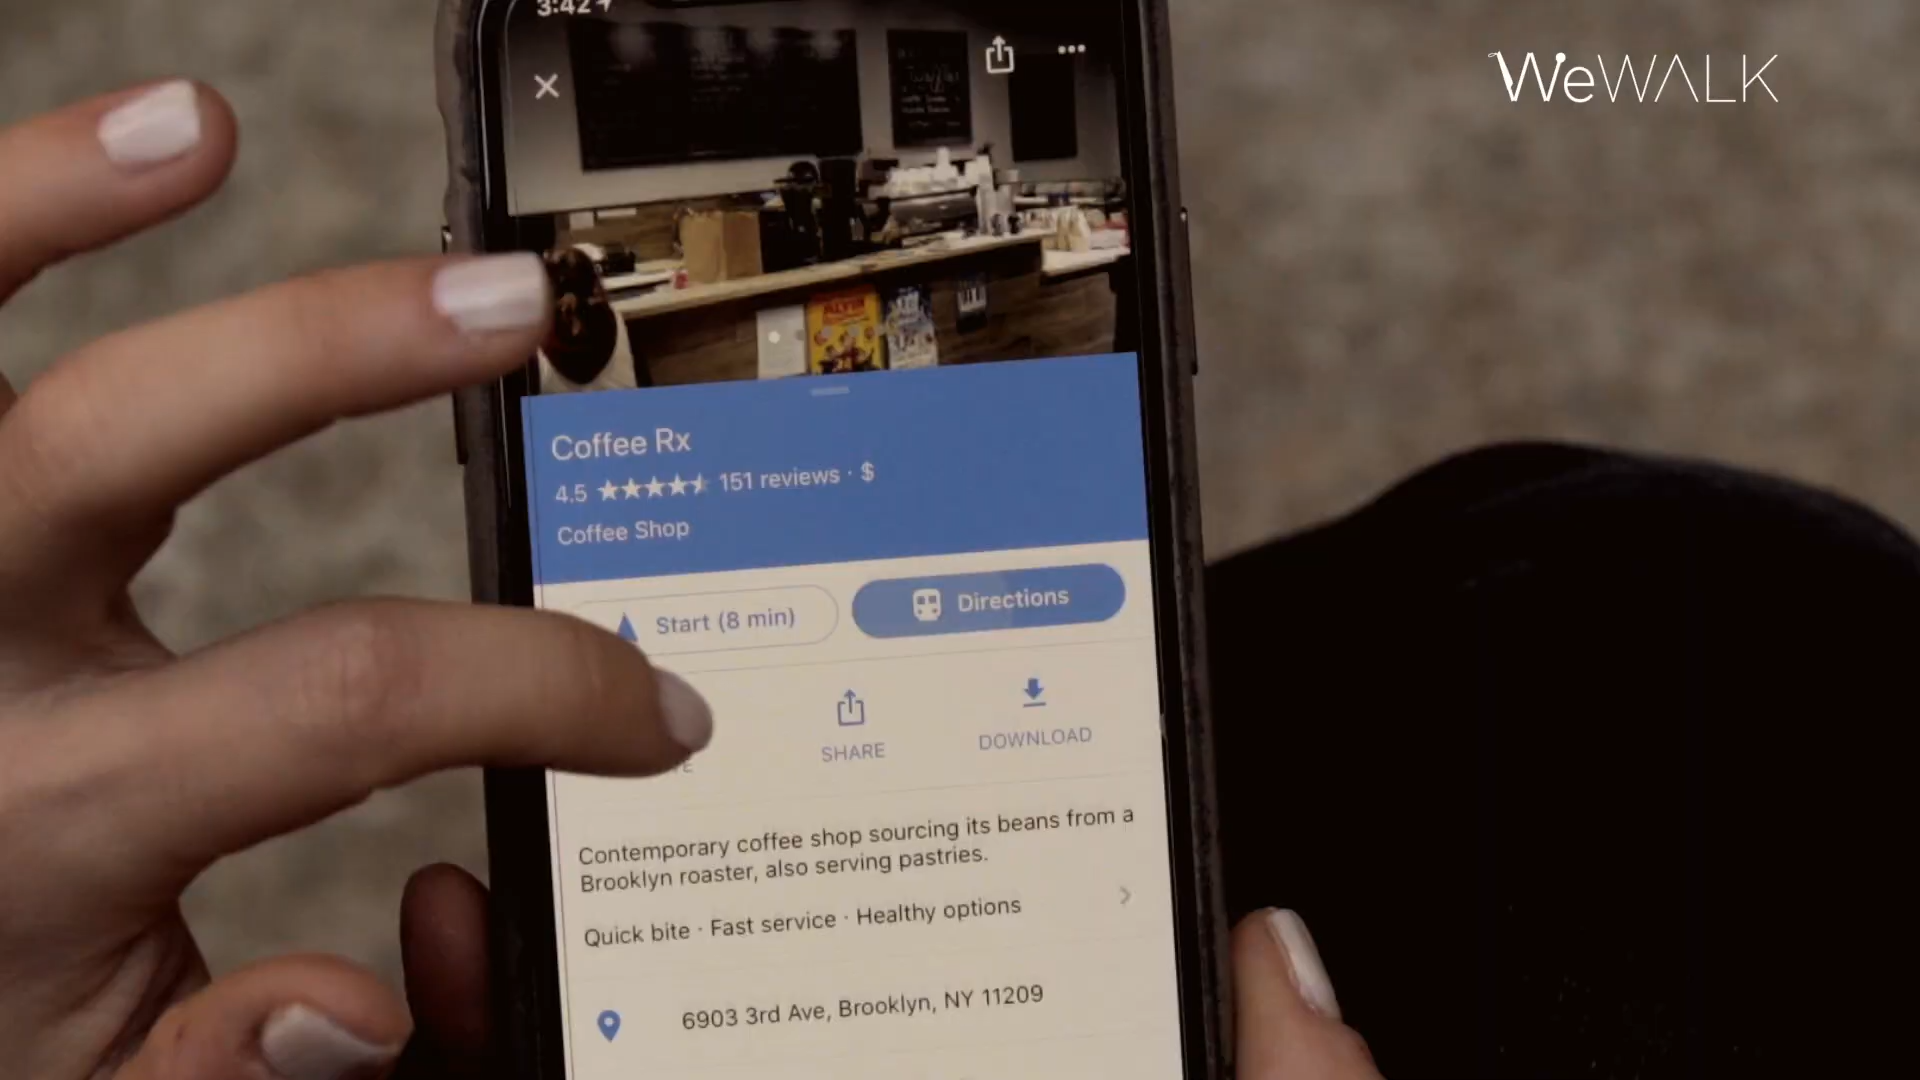 3:42
WeWALK
Coffee Rx
4.5 ★★★★⯨ 151 reviews · $
Coffee Shop
Start (8 min)
Directions
SHARE
DOWNLOAD
Contemporary coffee shop sourcing its beans from a
Brooklyn roaster, also serving pastries.
Quick bite · Fast service · Healthy options
6903 3rd Ave, Brooklyn, NY 11209